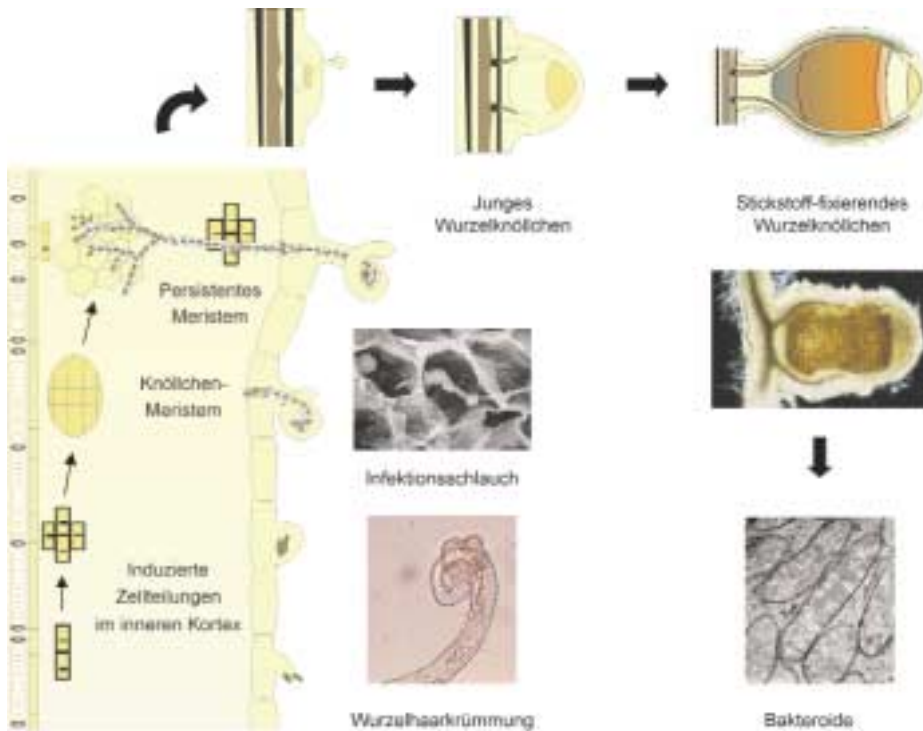 Junges
Wurzelknöllchen
Stickstoff-fixierendes
Wurzelknöllchen
Persistentes
Meristem
Knöllchen-
Meristem
Infektionsschlauch
Induzierte
Zellteilungen
im inneren Kortex
Wurzelhaarkrümmung
Bakteroide